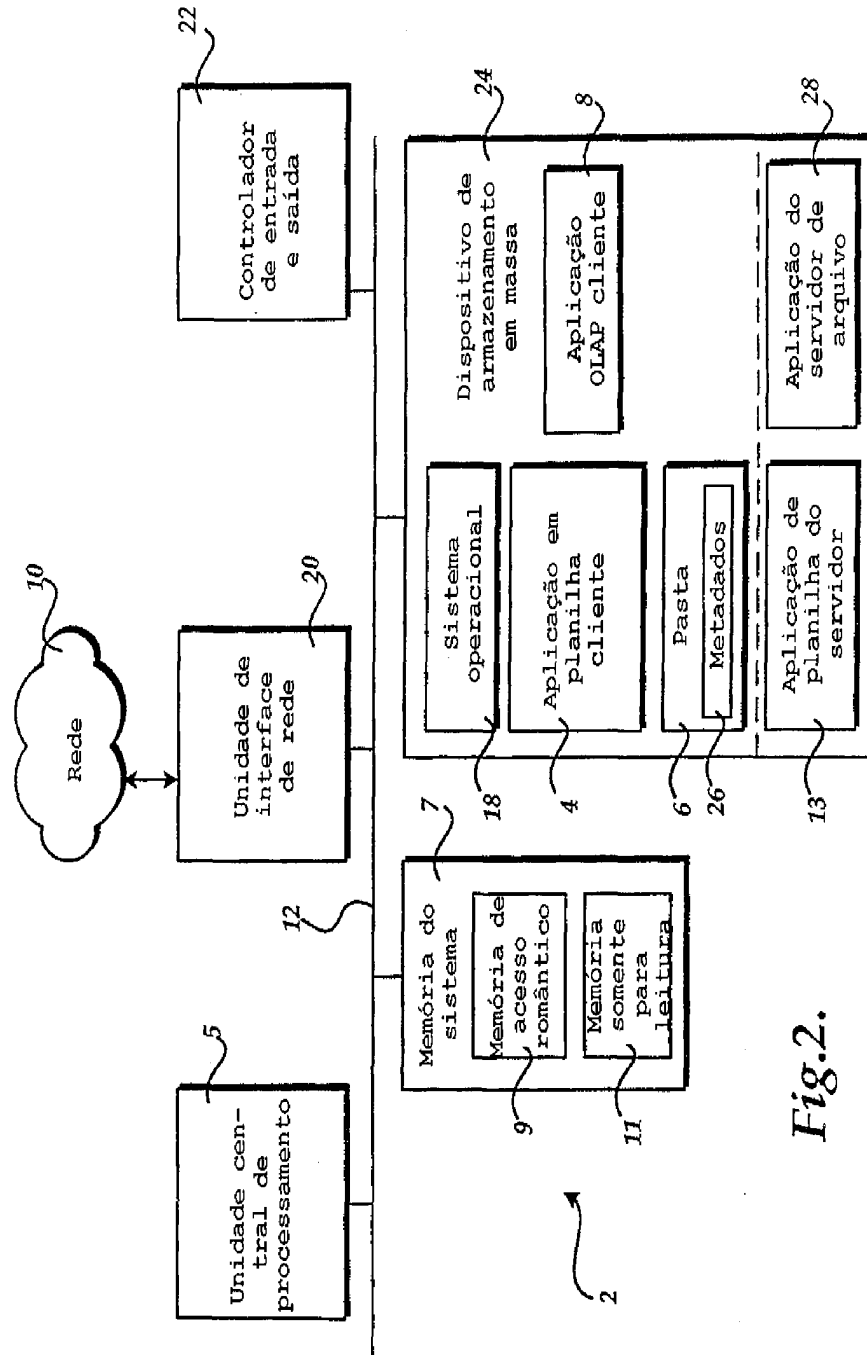 10
Rede
5
Unidade cen-
tral de
processamento
Unidade de
interface
de rede
20
Controlador
de entrada
e saída
22
12
Memória do
sistema
7
Memória de
acesso
romântico
9
Memória
somente
para
leitura
11
Dispositivo de
armazenamento
em massa
24
Sistema
operacional
18
Aplicação em
planilha
cliente
4
Aplicação
OLAP cliente
8
Pasta
6
Metadados
26
Aplicação de
planilha do
servidor
13
Aplicação do
servidor de
arquivo
28
2
Fig.2.